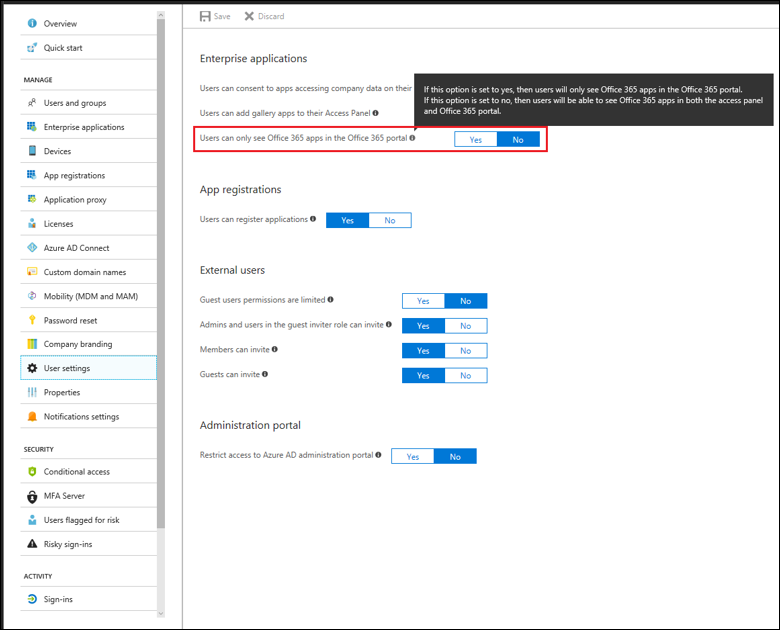 Overview
Quick start
MANAGE
Users and groups
Enterprise applications
Devices
App registrations
Application proxy
Licenses
Azure AD Connect
Custom domain names
Mobility (MDM and MAM)
Password reset
Company branding
User settings
Properties
Notifications settings
SECURITY
Conditional access
MFA Server
Users flagged for risk
Risky sign-ins
ACTIVITY
Sign-ins
Save Discard
Enterprise applications
Users can consent to apps accessing company data on their
If this option is set to yes, then users will only see Office 365 apps in the Office 365 portal.
If this option is set to no, then users will be able to see Office 365 apps in both the access panel
and Office 365 portal.
Users can add gallery apps to their Access Panel
Users can only see Office 365 apps in the Office 365 portal Yes No
App registrations
Users can register applications Yes No
External users
Guest users permissions are limited Yes No
Admins and users in the guest inviter role can invite Yes No
Members can invite Yes No
Guests can invite Yes No
Administration portal
Restrict access to Azure AD administration portal Yes No